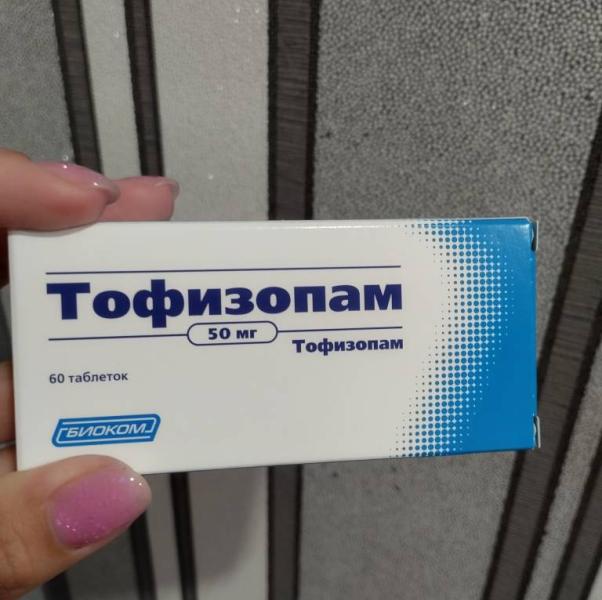 Тофизопам
50 мг
Тофизопам
60 таблеток
БИОКОМ